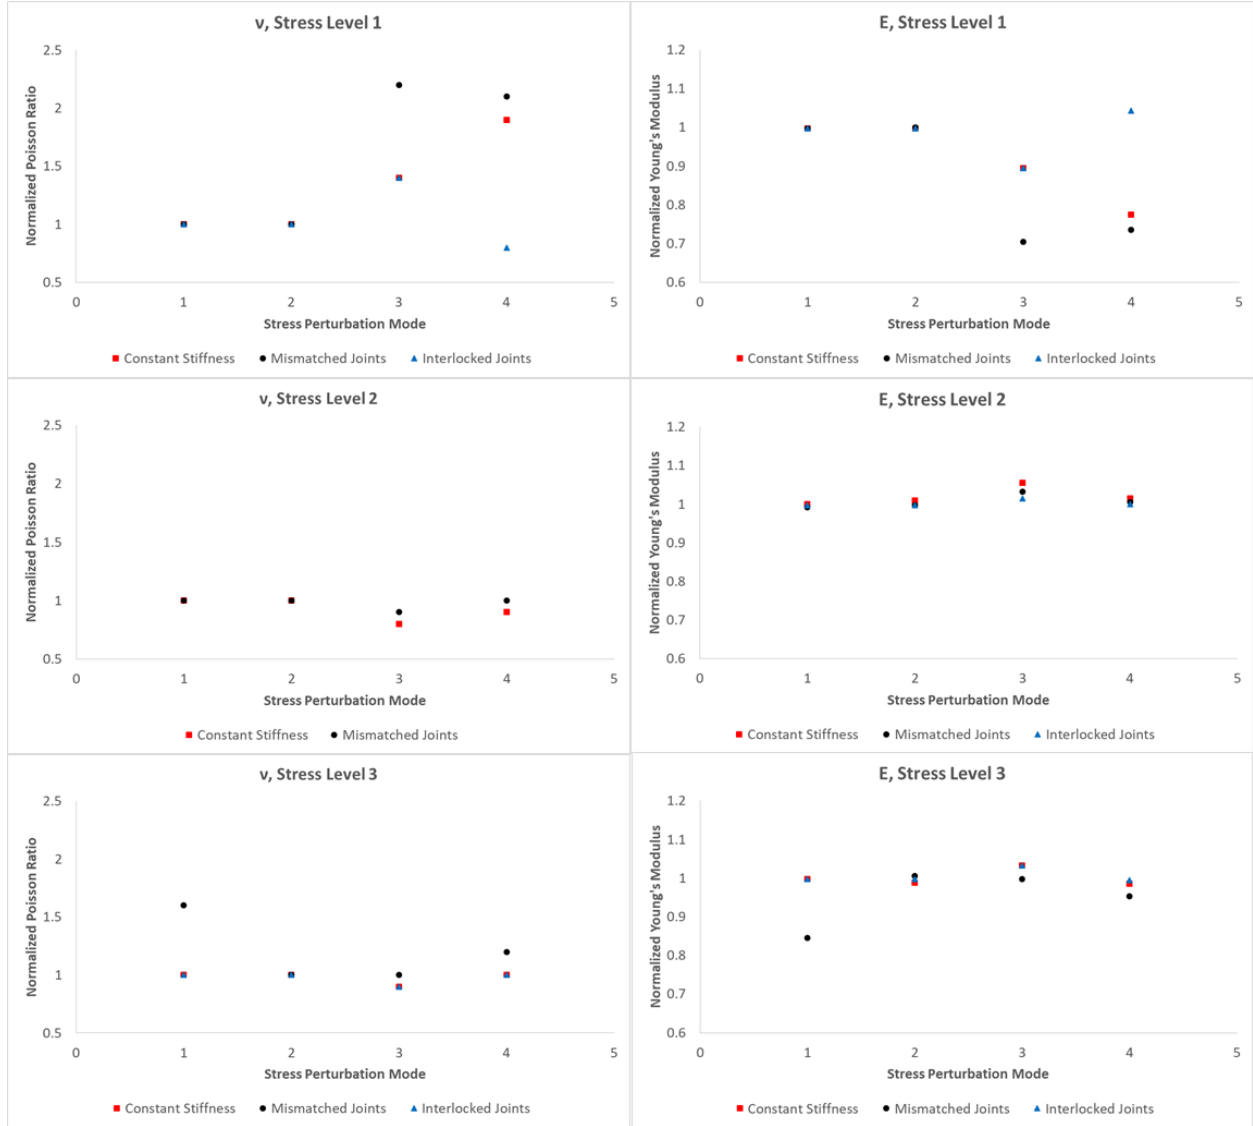 ν, Stress Level 1
Normalized Poisson Ratio
2.5
2
1.5
1
0.5
0 1 2 3 4 5
Stress Perturbation Mode
Constant Stiffness Mismatched Joints Interlocked Joints
E, Stress Level 1
Normalized Young's Modulus
1.2
1.1
1
0.9
0.8
0.7
0.6
0 1 2 3 4 5
Stress Perturbation Mode
Constant Stiffness Mismatched Joints Interlocked Joints
ν, Stress Level 2
Normalized Poisson Ratio
2.5
2
1.5
1
0.5
0 1 2 3 4 5
Stress Perturbation Mode
Constant Stiffness Mismatched Joints
E, Stress Level 2
Normalized Young's Modulus
1.2
1.1
1
0.9
0.8
0.7
0.6
0 1 2 3 4 5
Stress Perturbation Mode
Constant Stiffness Mismatched Joints Interlocked Joints
ν, Stress Level 3
Normalized Poisson Ratio
2.5
2
1.5
1
0.5
0 1 2 3 4 5
Stress Perturbation Mode
Constant Stiffness Mismatched Joints Interlocked Joints
E, Stress Level 3
Normalized Young's Modulus
1.2
1.1
1
0.9
0.8
0.7
0.6
0 1 2 3 4 5
Stress Perturbation Mode
Constant Stiffness Mismatched Joints Interlocked Joints